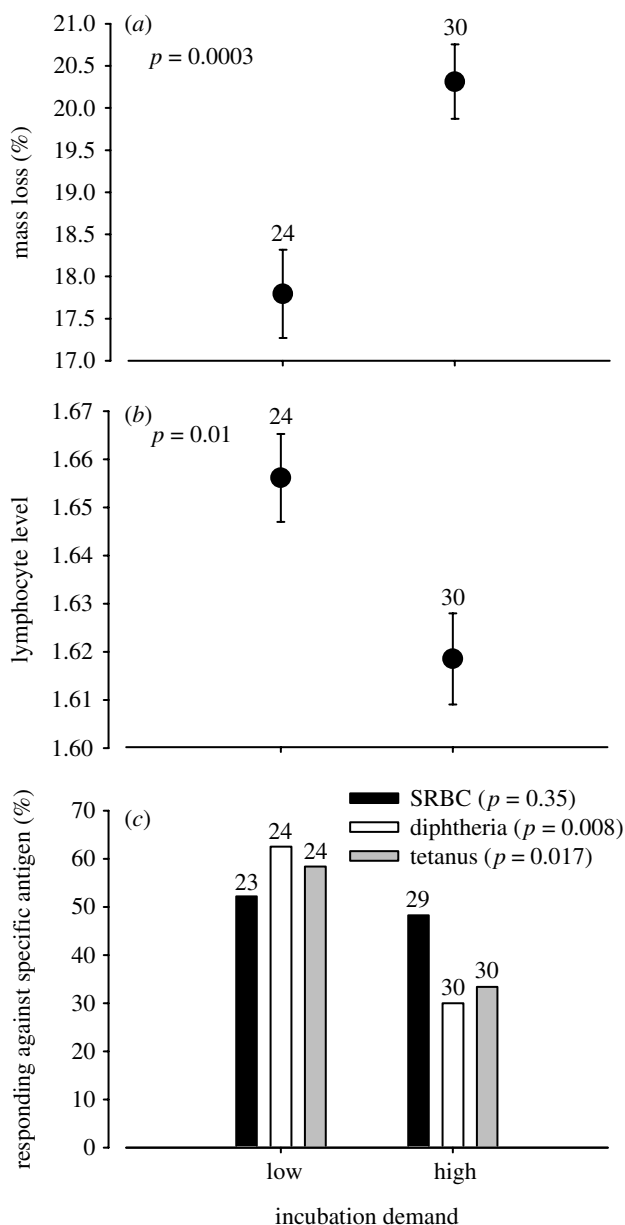 (a)
p = 0.0003
30
24
21.0
20.5
20.0
19.5
19.0
18.5
18.0
17.5
17.0
mass loss (%)
(b)
p = 0.01
24
30
1.67
1.66
1.65
1.64
1.63
1.62
1.61
1.60
lymphocyte level
(c)
SRBC (p = 0.35)
diphtheria (p = 0.008)
tetanus (p = 0.017)
23
24
24
29
30
30
70
60
50
40
30
20
10
0
responding against specific antigen (%)
low
high
incubation demand